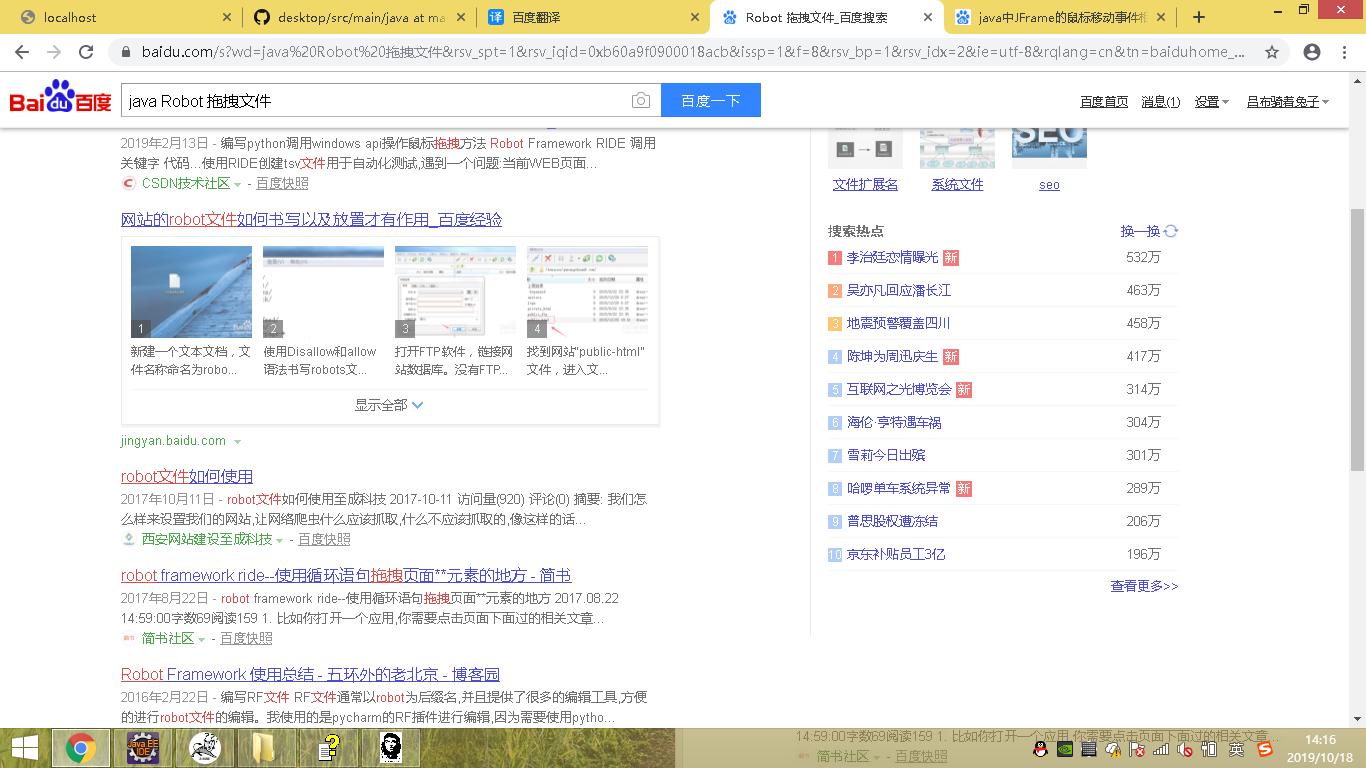 localhost
desktop/src/main/java at ma
百度翻译
Robot 拖拽文件_百度搜索
java中JFrame的鼠标移动事件和
baidu.com/s?wd=java%20Robot%20拖拽文件&rsv_spt=1&rsv_iqid=0xb60a9f0900018acb&issp=1&f=8&rsv_bp=1&rsv_idx=2&ie=utf-8&rqlang=cn&tn=baiduhome_...
Bai du 百度
java Robot 拖拽文件
百度一下
百度首页 消息(1) 设置 吕布骑着兔子
2019年2月13日 - 编写python调用windows api操作鼠标拖拽方法 Robot Framework RIDE 调用
关键字 代码...使用RIDE创建tsv文件用于自动化测试,遇到一个问题:当前WEB页面...
CSDN技术社区 - 百度快照
网站的robot文件如何书写以及放置才有作用_百度经验
1
2
3
4
新建一个文本文档，文
件名称命名为robo...
使用Disallow和allow
语法书写robots文...
打开FTP软件，链接网
站数据库。没有FTP...
找到网站"public-html"
文件，进入文...
显示全部
jingyan.baidu.com
robot文件如何使用
2017年10月11日 - robot文件如何使用至成科技 2017-10-11 访问量(920) 评论(0) 摘要: 我们怎
么样来设置我们的网站,让网络爬虫什么应该抓取,什么不应该抓取的,像这样的话...
西安网站建设至成科技 - 百度快照
robot framework ride--使用循环语句拖拽页面**元素的地方 - 简书
2017年8月22日 - robot framework ride--使用循环语句拖拽页面**元素的地方 2017.08.22
14:59:00字数69阅读159 1. 比如你打开一个应用,你需要点击页面下面过的相关文章...
简书社区 - 百度快照
Robot Framework 使用总结 - 五环外的老北京 - 博客园
2016年2月22日 - 编写RF文件 RF文件通常以robot为后缀名,并且提供了很多的编辑工具,方便
的进行robot文件的编辑。我使用的是pycharm的RF插件进行编辑,因为需要使用pytho...
SEO
文件扩展名
系统文件
seo
搜索热点
换一换
1 李治廷恋情曝光 新 532万
2 吴亦凡回应潘长江 463万
3 地震预警覆盖四川 458万
4 陈坤为周迅庆生 新 417万
5 互联网之光博览会 新 314万
6 海伦·亨特遇车祸 304万
7 雪莉今日出殡 301万
8 哈啰单车系统异常 新 289万
9 普思股权遭冻结 206万
10 京东补贴员工3亿 196万
查看更多>>
Java EE
IDE
14:59:00字数69阅读159 1. 比如你打开一个应用,你需要点击页面下面过的相关文章...
简书社区 - 百度快照
英
14:16
2019/10/18